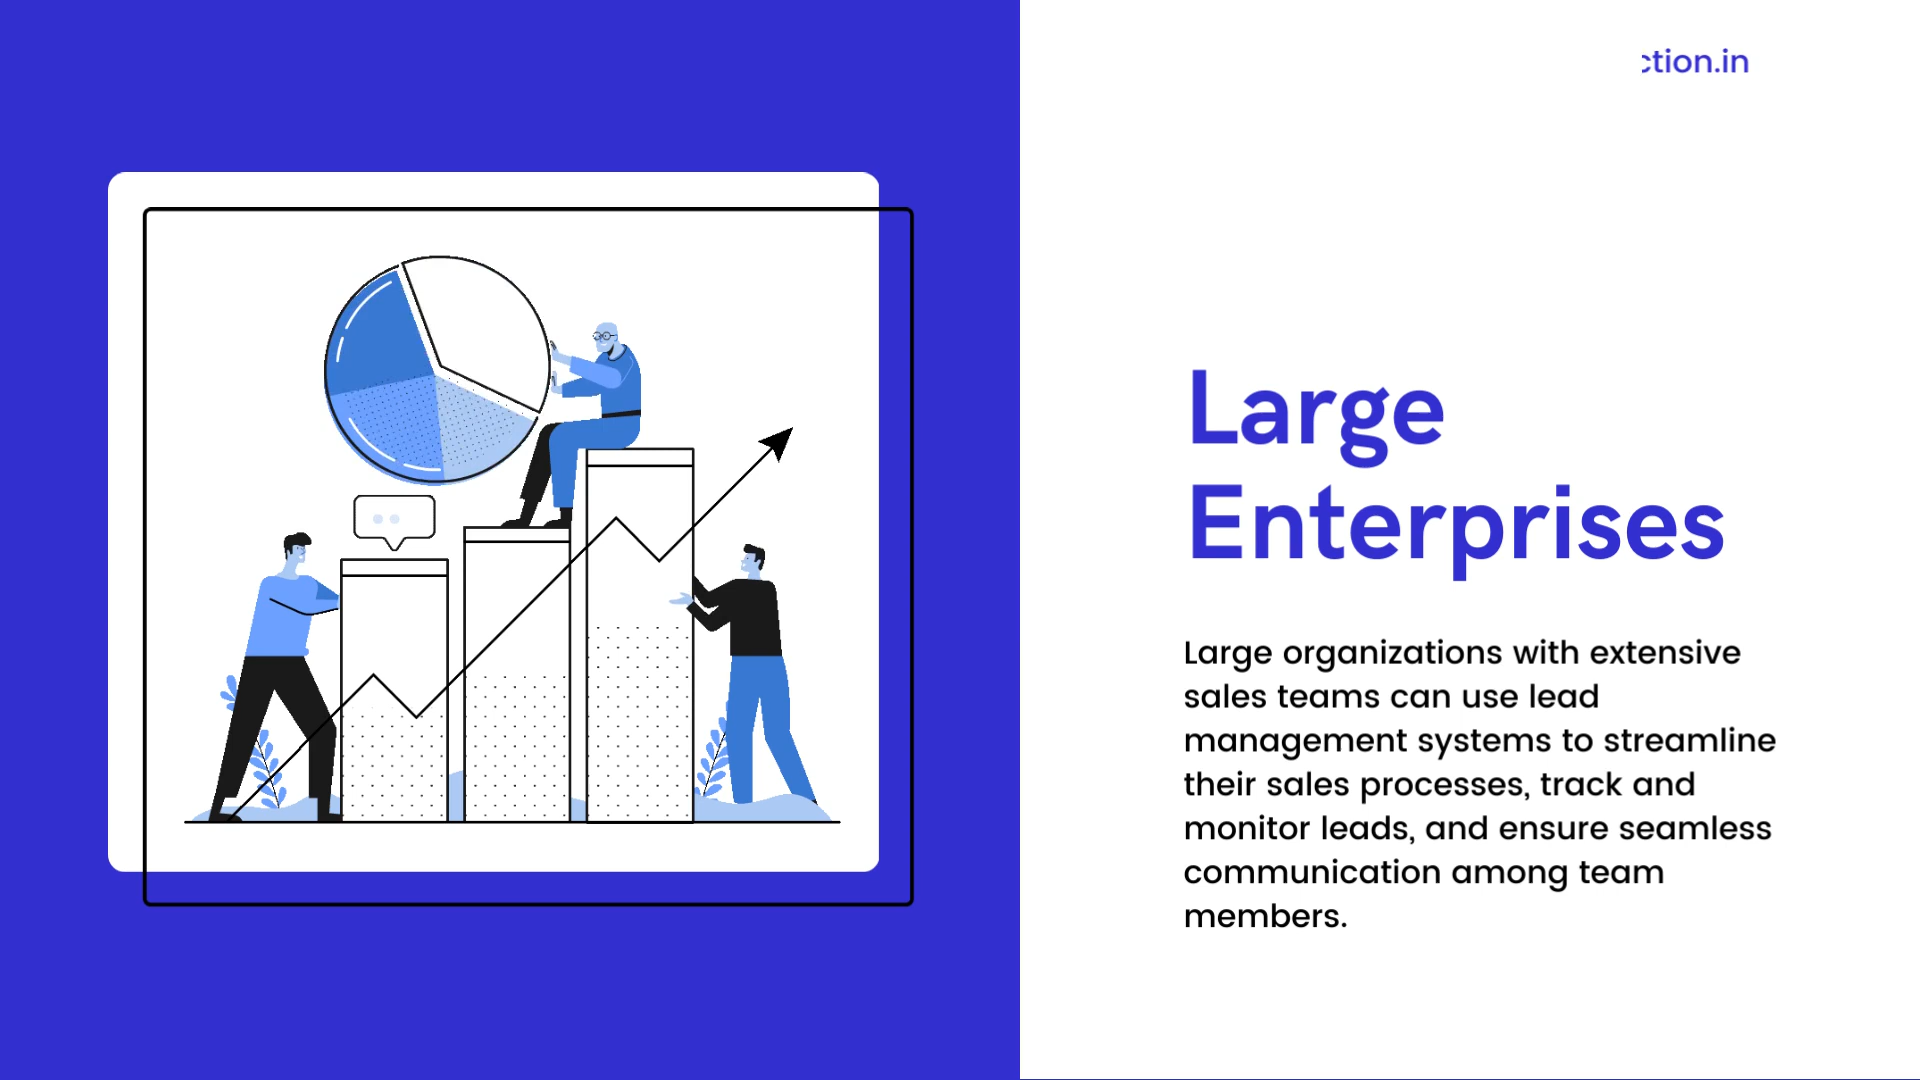 ction.in
Large
Enterprises
Large organizations with extensive
sales teams can use lead
management systems to streamline
their sales processes, track and
monitor leads, and ensure seamless
communication among team
members.